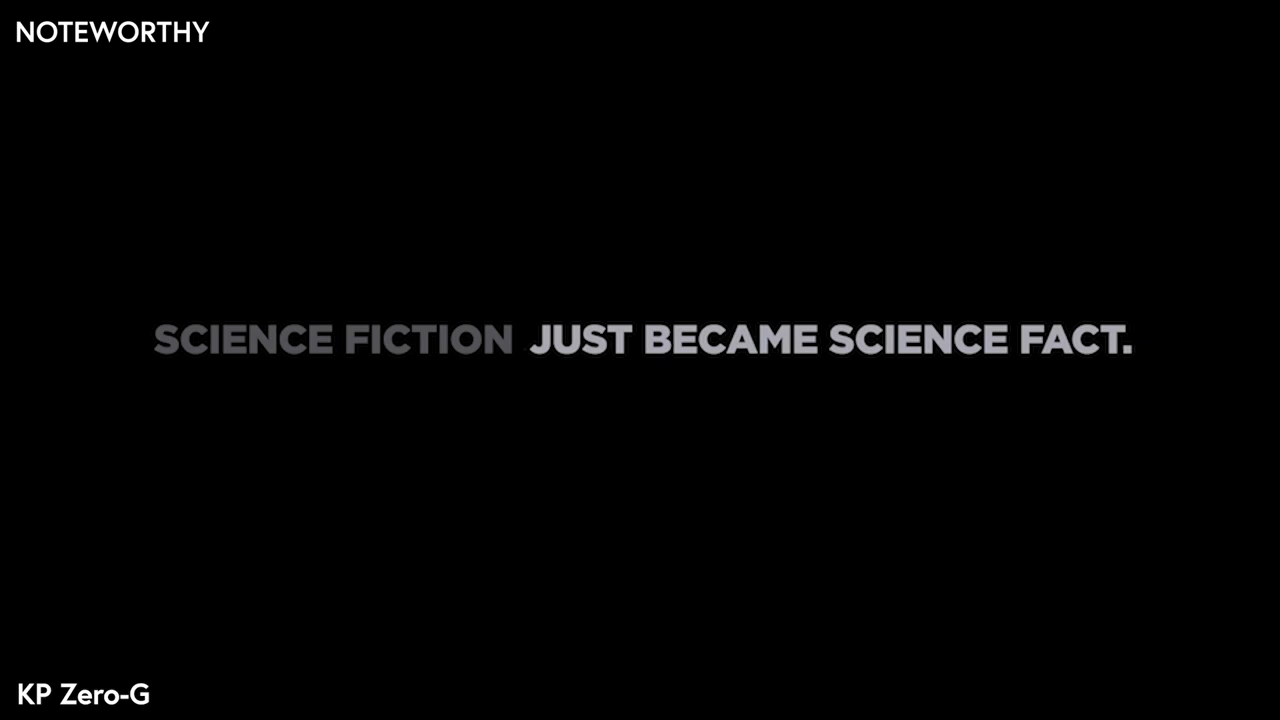 NOTEWORTHY
SCIENCE FICTION JUST BECAME SCIENCE FACT.
KP Zero-G